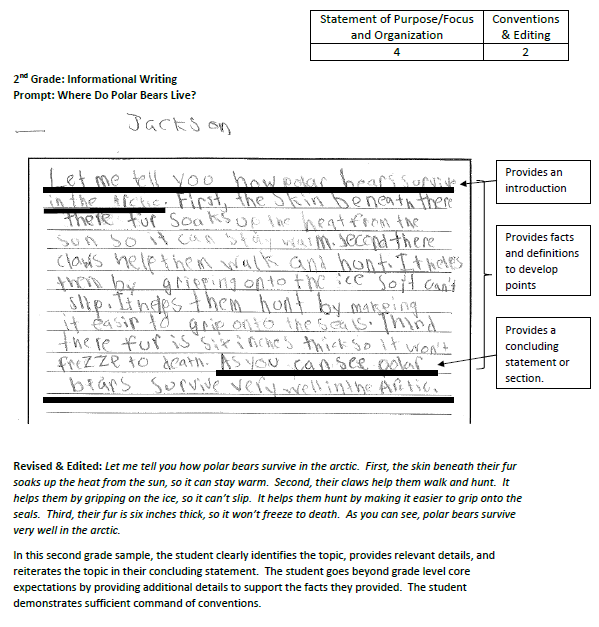 Statement of Purpose/Focus and Organization
Conventions & Editing
4
2
2nd Grade: Informational Writing
Prompt: Where Do Polar Bears Live?
Jackson
Let me tell you how polar bears survive
in the Arctic. First, the skin beneath there
there fur soaks up the heat from the
sun so it can stay warm. Second there
claws help them walk and hunt. It helps
them by gripping onto the ice so it can't
slip. It helps them hunt by makeing
it easir to grip onto the seals. Third
there fur is six inches thick so it won't
frezze to death. As you can see polar
bears survive very well in the Arctic.
Provides an
introduction
Provides facts
and definitions
to develop
points
Provides a
concluding
statement or
section.
Revised & Edited: Let me tell you how polar bears survive in the arctic. First, the skin beneath their fur
soaks up the heat from the sun, so it can stay warm. Second, their claws help them walk and hunt. It
helps them by gripping on the ice, so it can't slip. It helps them hunt by making it easier to grip onto the
seals. Third, their fur is six inches thick, so it won't freeze to death. As you can see, polar bears survive
very well in the arctic.
In this second grade sample, the student clearly identifies the topic, provides relevant details, and
reiterates the topic in their concluding statement. The student goes beyond grade level core
expectations by providing additional details to support the facts they provided. The student
demonstrates sufficient command of conventions.